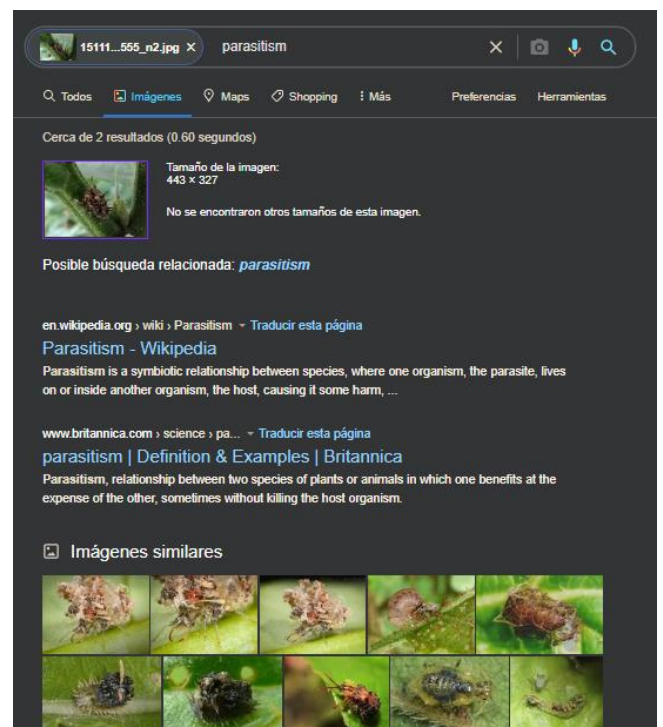 15111...555_n2.jpg X parasitism
Todos Imágenes Maps Shopping Más Preferencias Herramientas
Cerca de 2 resultados (0.60 segundos)
Tamaño de la imagen:
443 × 327
No se encontraron otros tamaños de esta imagen.
Posible búsqueda relacionada: parasitism
en.wikipedia.org › wiki › Parasitism Traducir esta página
Parasitism - Wikipedia
Parasitism is a symbiotic relationship between species, where one organism, the parasite, lives
on or inside another organism, the host, causing it some harm, ...
www.britannica.com › science › pa... Traducir esta página
parasitism | Definition & Examples | Britannica
Parasitism, relationship between two species of plants or animals in which one benefits at the
expense of the other, sometimes without killing the host organism.
Imágenes similares